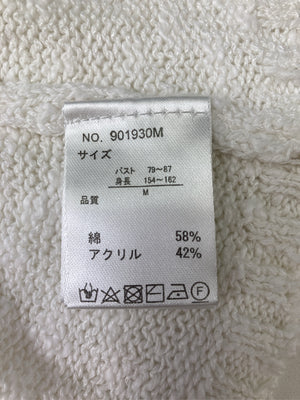 NO. 901930M
サイズ
バスト 79〜87
身長 154〜162
M
品質
綿 58%
アクリル 42%
F